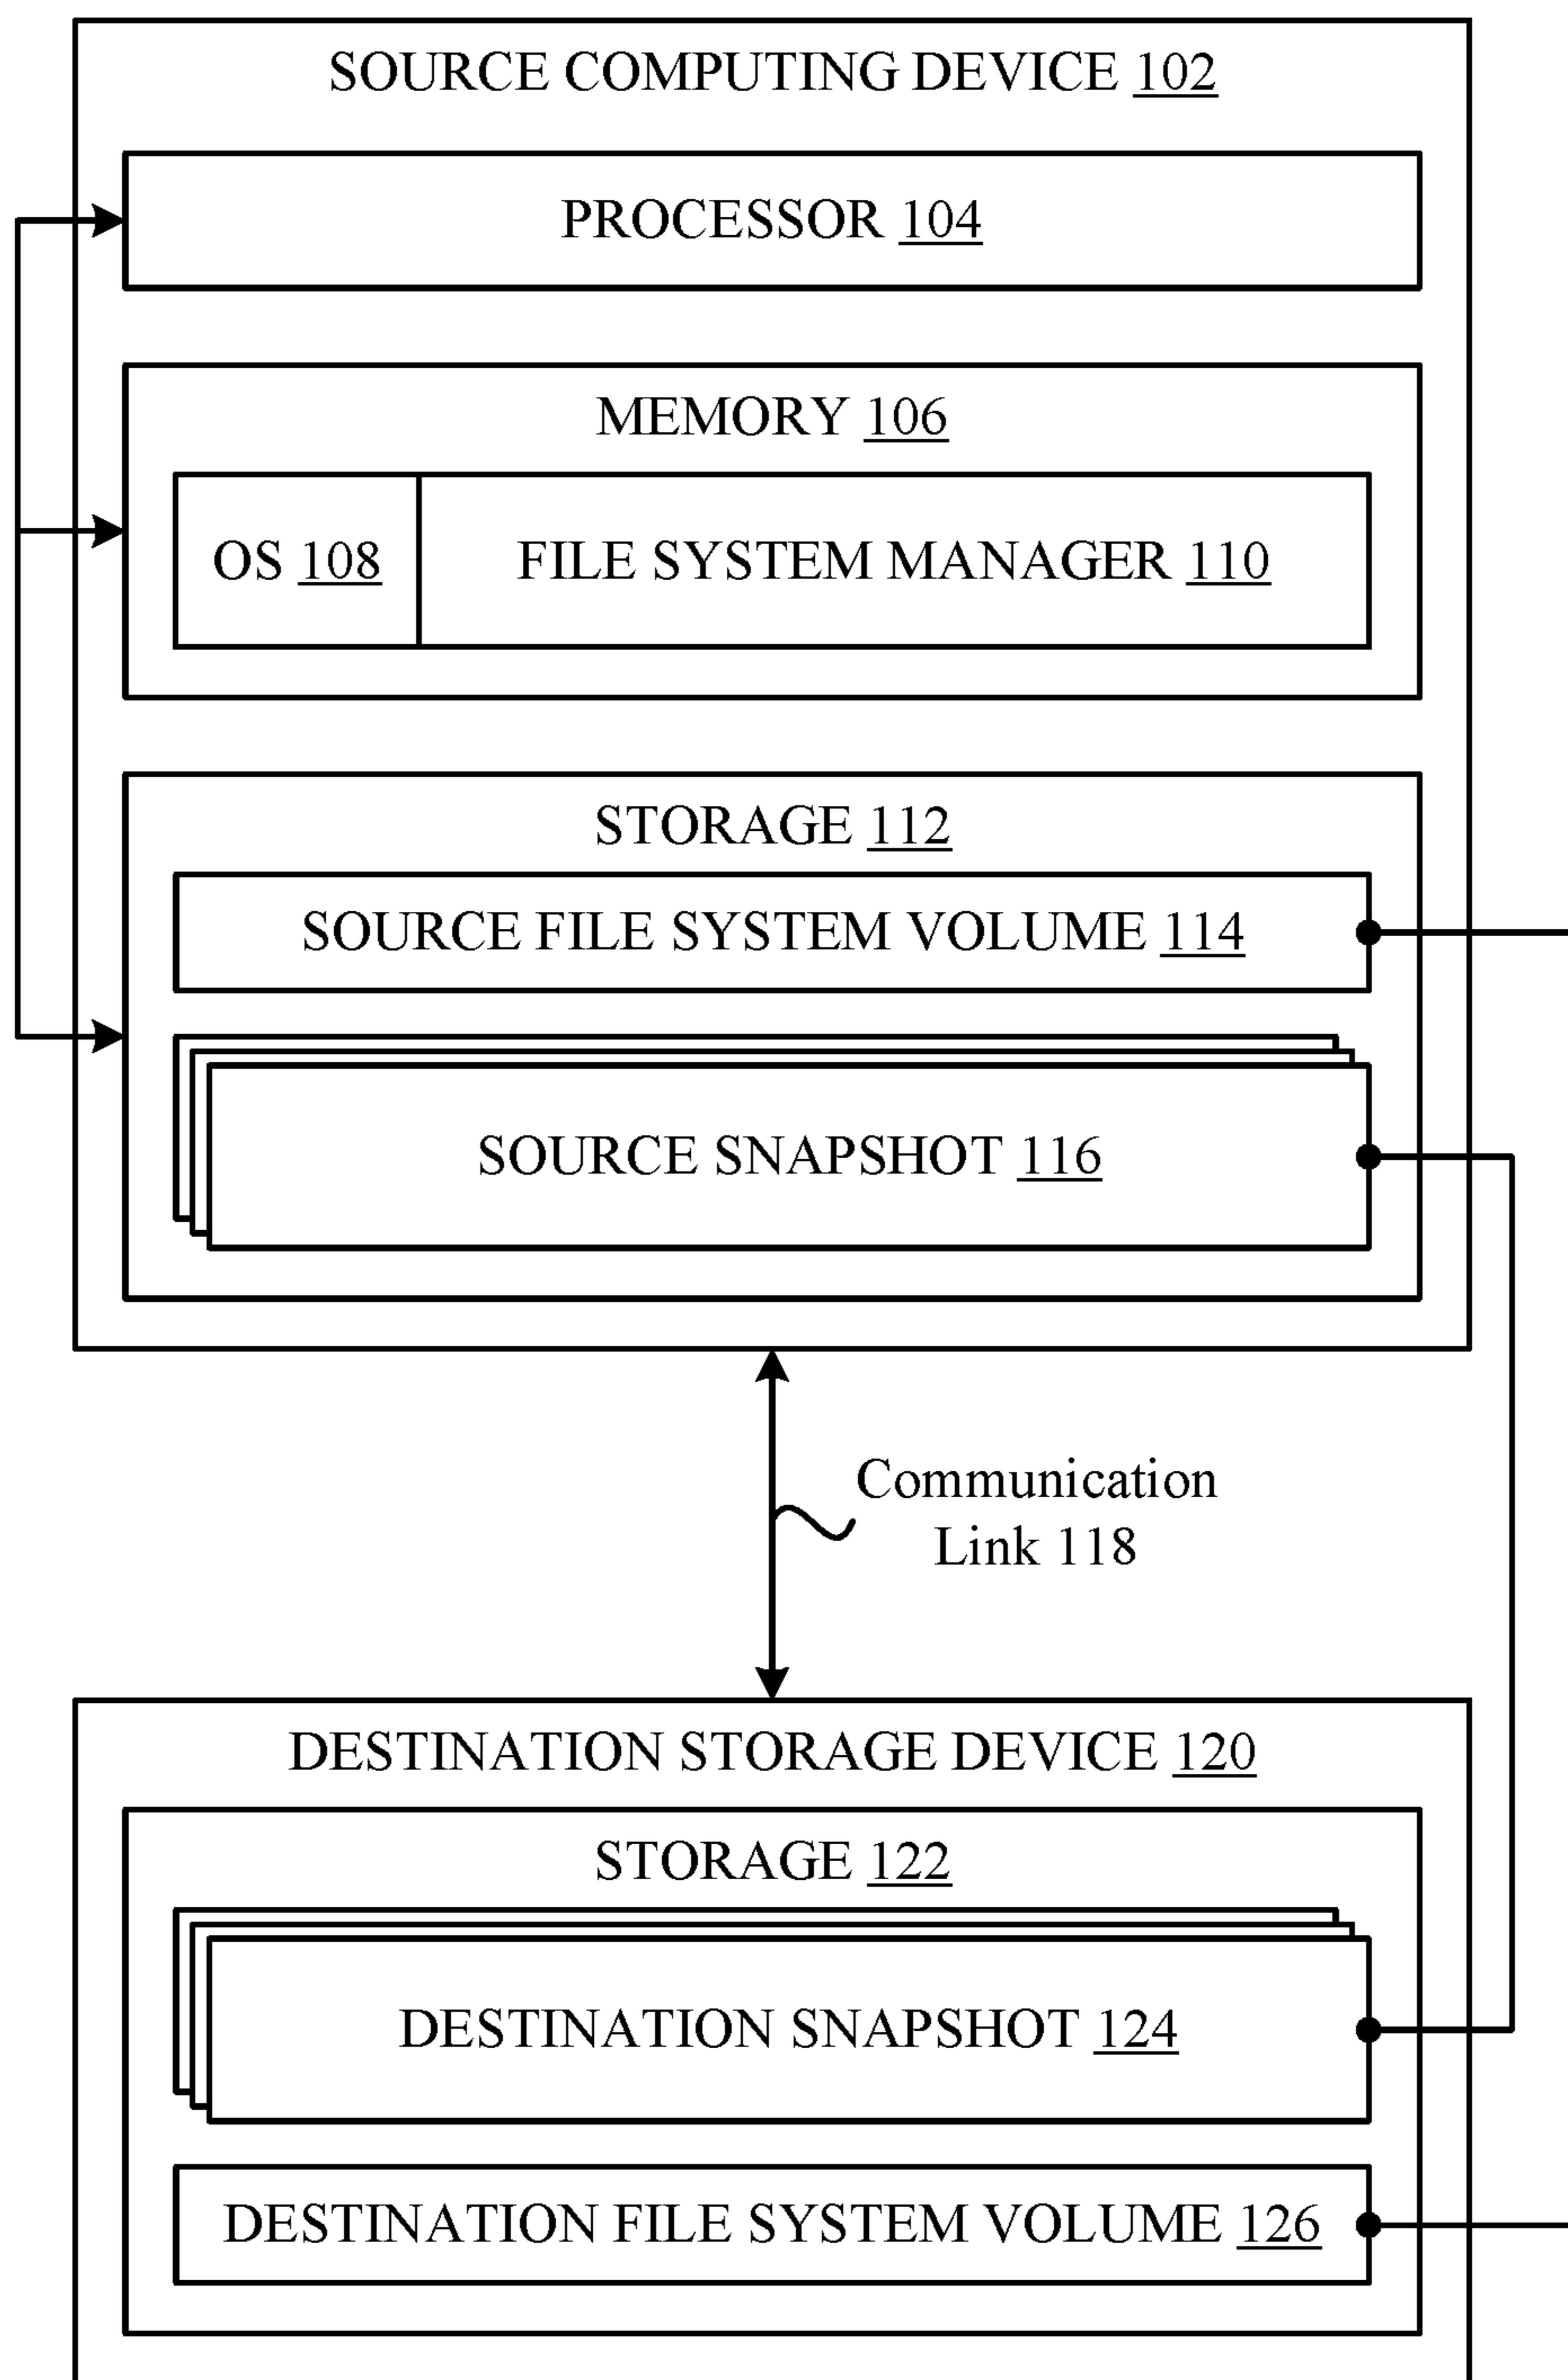 SOURCE COMPUTING DEVICE 102
PROCESSOR 104
MEMORY 106
OS 108
FILE SYSTEM MANAGER 110
STORAGE 112
SOURCE FILE SYSTEM VOLUME 114
SOURCE SNAPSHOT 116
Communication
Link 118
DESTINATION STORAGE DEVICE 120
STORAGE 122
DESTINATION SNAPSHOT 124
DESTINATION FILE SYSTEM VOLUME 126